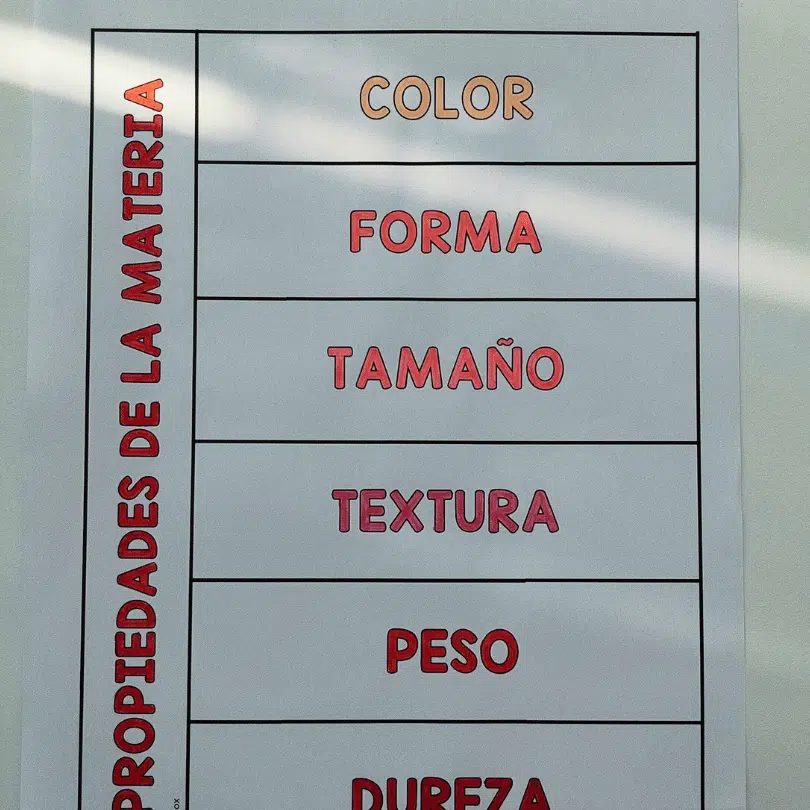 PROPIEDADES DE LA MATERIA
COLOR
FORMA
TAMAÑO
TEXTURA
PESO
DUREZA